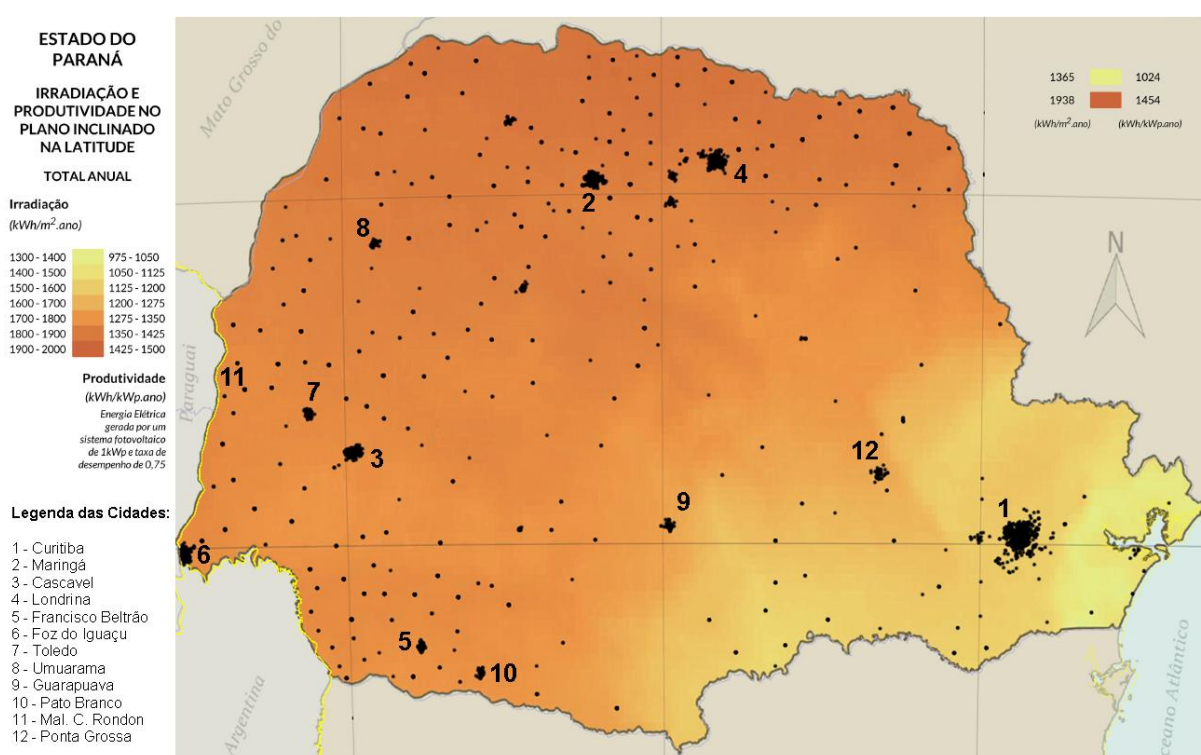 ESTADO DO
PARANÁ
IRRADIAÇÃO E
PRODUTIVIDADE NO
PLANO INCLINADO
NA LATITUDE
TOTAL ANUAL
Irradiação
(kWh/m².ano)
1300 - 1400 975 - 1050
1400 - 1500 1050 - 1125
1500 - 1600 1125 - 1200
1600 - 1700 1200 - 1275
1700 - 1800 1275 - 1350
1800 - 1900 1350 - 1425
1900 - 2000 1425 - 1500
Produtividade
(kWh/kWp.ano)
Energia Elétrica
gerada por um
sistema fotovoltaico
de 1kWp e taxa de
desempenho de 0,75
Legenda das Cidades:
1 - Curitiba
2 - Maringá
3 - Cascavel
4 - Londrina
5 - Francisco Beltrão
6 - Foz do Iguaçu
7 - Toledo
8 - Umuarama
9 - Guarapuava
10 - Pato Branco
11 - Mal. C. Rondon
12 - Ponta Grossa
Mato Grosso do
1365 1024
1938 1454
(kWh/m².ano) (kWh/kWp.ano)
4
2
8
N
Paraguai
11
7
3
12
9
1
6
5
10
Argentina
ceano Atlântico